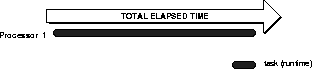 TOTAL ELAPSED TIME
Processor 1
task (runtime)